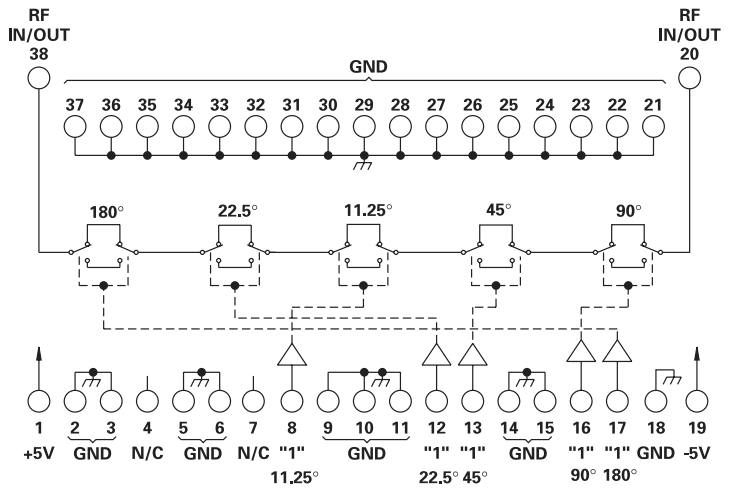 RF RF
IN/OUT IN/OUT
38 GND 20
37 36 35 34 33 32 31 30 29 28 27 26 25 24 23 22 21
180° 22.5° 11.25° 45° 90°
1 2 3 4 5 6 7 8 9 10 11 12 13 14 15 16 17 18 19
+5V GND N/C GND N/C "1" GND "1" "1" GND "1" "1" GND -5V
11.25° 22.5° 45° 90° 180°